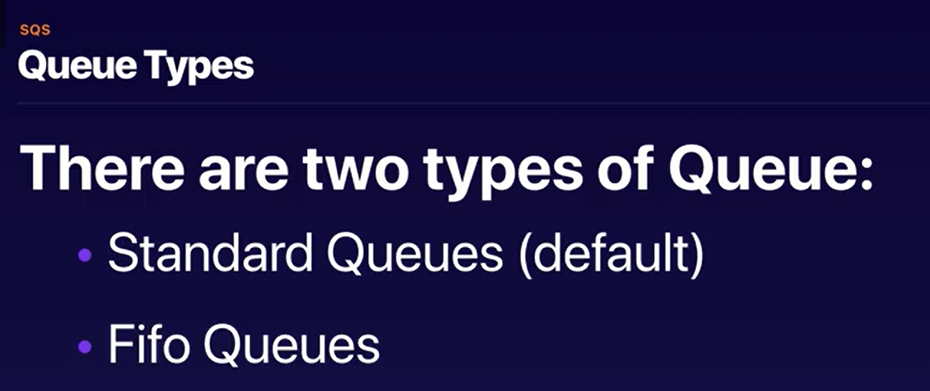 SQS
Queue Types
There are two types of Queue:
• Standard Queues (default)
• Fifo Queues